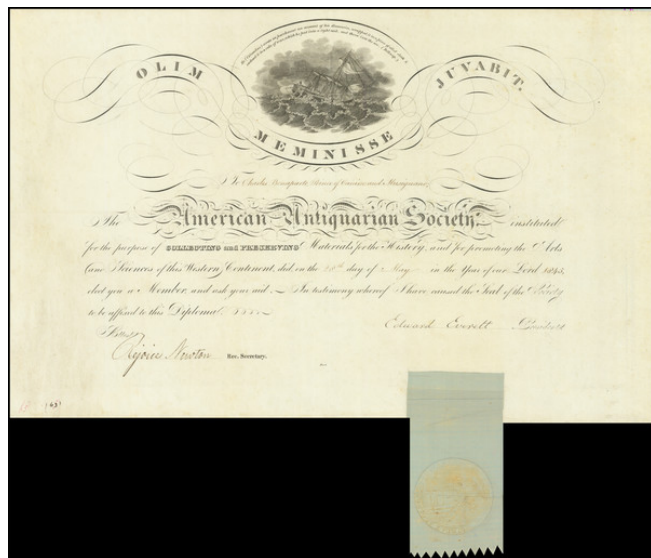 OLIM MEMINISSE JUVABIT.
To Charles Bonaparte Prince of Canino and Musignano,
The American Antiquarian Society, instituted
for the purpose of COLLECTING and PRESERVING Materials for the History, and for promoting the Arts
and Sciences of this Western Continent, did, on the 28th day of May in the Year of our Lord 1843,
elect you a Member, and ask your aid. In testimony whereof I have caused the Seal of the Society
to be affixed to this Diploma.
Edward Everett President
Attest,
Rejoice Newton Rec. Secretary.